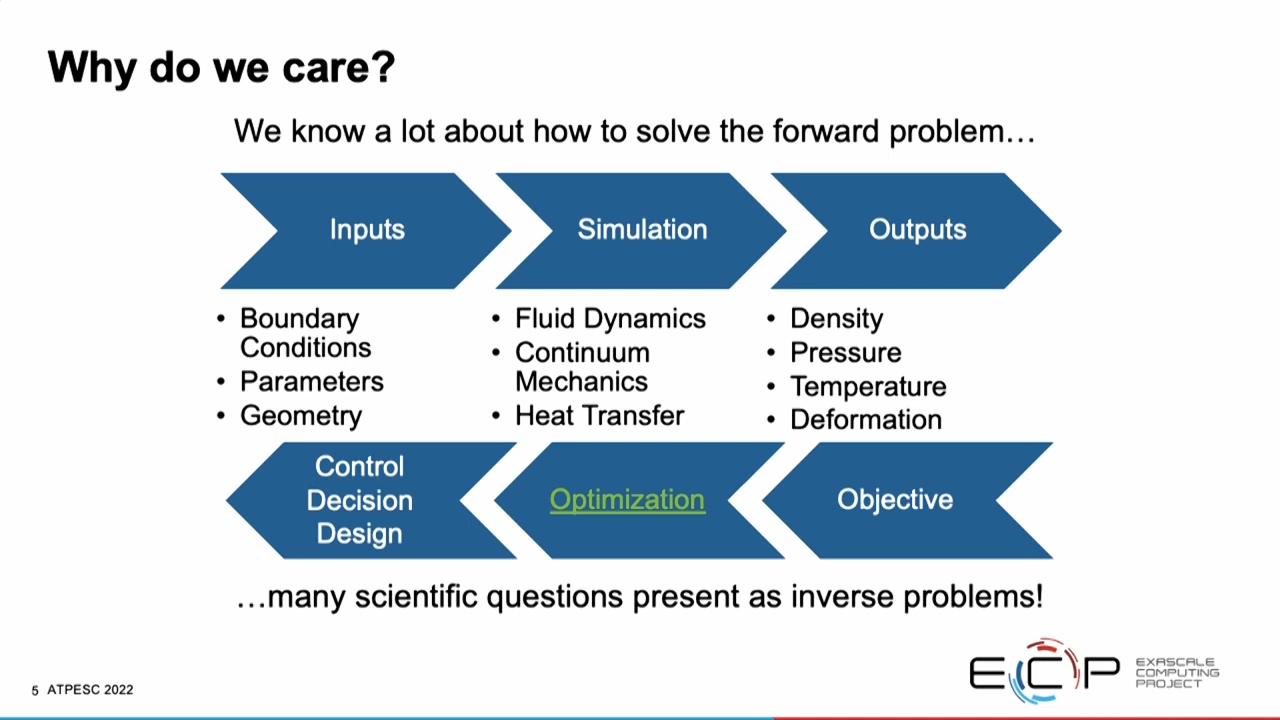 Why do we care?
We know a lot about how to solve the forward problem…
Inputs
Simulation
Outputs
• Boundary
Conditions
• Parameters
• Geometry
• Fluid Dynamics
• Continuum
Mechanics
• Heat Transfer
• Density
• Pressure
• Temperature
• Deformation
Control
Decision
Design
Optimization
Objective
…many scientific questions present as inverse problems!
5 ATPESC 2022
ECP
EXASCALE
COMPUTING
PROJECT